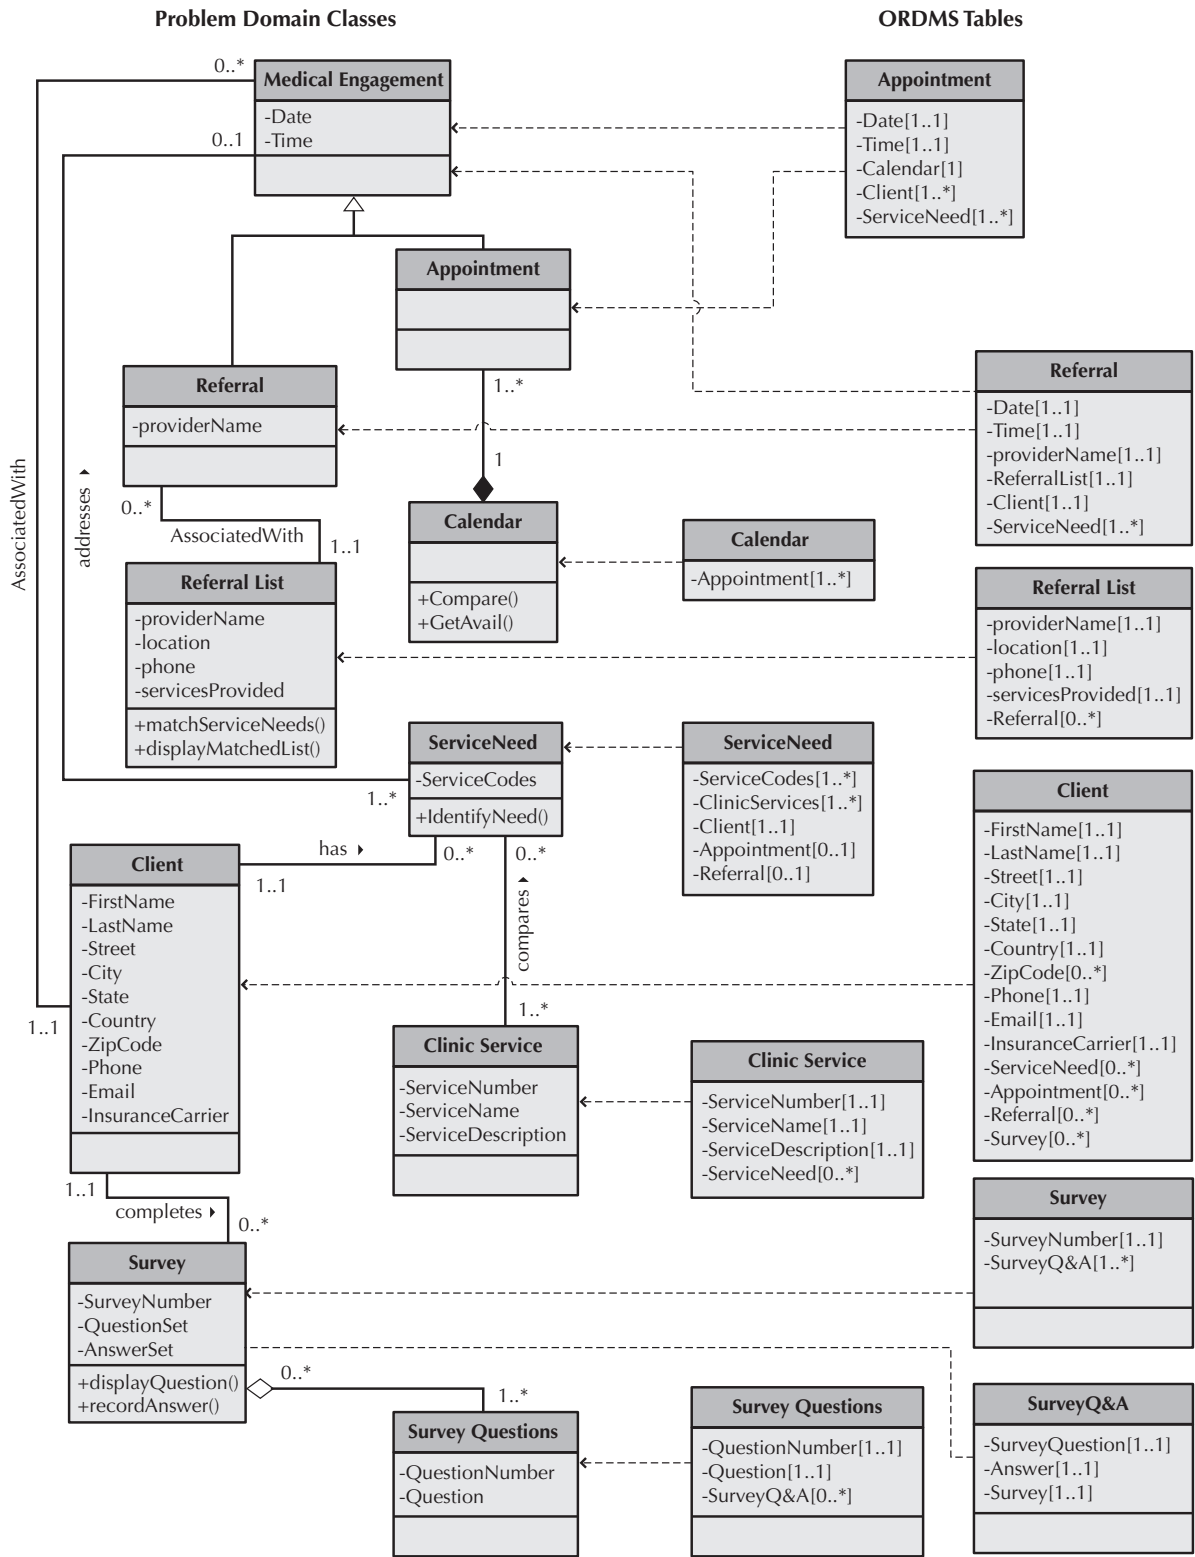 Problem Domain Classes
ORDMS Tables
0..*
Medical Engagement
-Date
-Time
0..1
Appointment
-Date[1..1]
-Time[1..1]
-Calendar[1]
-Client[1..*]
-ServiceNeed[1..*]
Appointment
Referral
-providerName
1..*
1
Referral
-Date[1..1]
-Time[1..1]
-providerName[1..1]
-ReferralList[1..1]
-Client[1..1]
-ServiceNeed[1..*]
AssociatedWith
addresses ▸
0..*
AssociatedWith
1..1
Calendar
+Compare()
+GetAvail()
Calendar
-Appointment[1..*]
Referral List
-providerName
-location
-phone
-servicesProvided
+matchServiceNeeds()
+displayMatchedList()
Referral List
-providerName[1..1]
-location[1..1]
-phone[1..1]
-servicesProvided[1..1]
-Referral[0..*]
ServiceNeed
-ServiceCodes
+IdentifyNeed()
1..*
ServiceNeed
-ServiceCodes[1..*]
-ClinicServices[1..*]
-Client[1..1]
-Appointment[0..1]
-Referral[0..1]
has ▸
0..*
0..*
1..1
compares ▸
1..*
Client
-FirstName
-LastName
-Street
-City
-State
-Country
-ZipCode
-Phone
-Email
-InsuranceCarrier
1..1
Client
-FirstName[1..1]
-LastName[1..1]
-Street[1..1]
-City[1..1]
-State[1..1]
-Country[1..1]
-ZipCode[0..*]
-Phone[1..1]
-Email[1..1]
-InsuranceCarrier[1..1]
-ServiceNeed[0..*]
-Appointment[0..*]
-Referral[0..*]
-Survey[0..*]
Clinic Service
-ServiceNumber
-ServiceName
-ServiceDescription
Clinic Service
-ServiceNumber[1..1]
-ServiceName[1..1]
-ServiceDescription[1..1]
-ServiceNeed[0..*]
1..1
completes ▸
0..*
Survey
-SurveyNumber
-QuestionSet
-AnswerSet
+displayQuestion()
+recordAnswer()
Survey
-SurveyNumber[1..1]
-SurveyQ&A[1..*]
0..*
1..*
Survey Questions
-QuestionNumber
-Question
Survey Questions
-QuestionNumber[1..1]
-Question[1..1]
-SurveyQ&A[0..*]
SurveyQ&A
-SurveyQuestion[1..1]
-Answer[1..1]
-Survey[1..1]